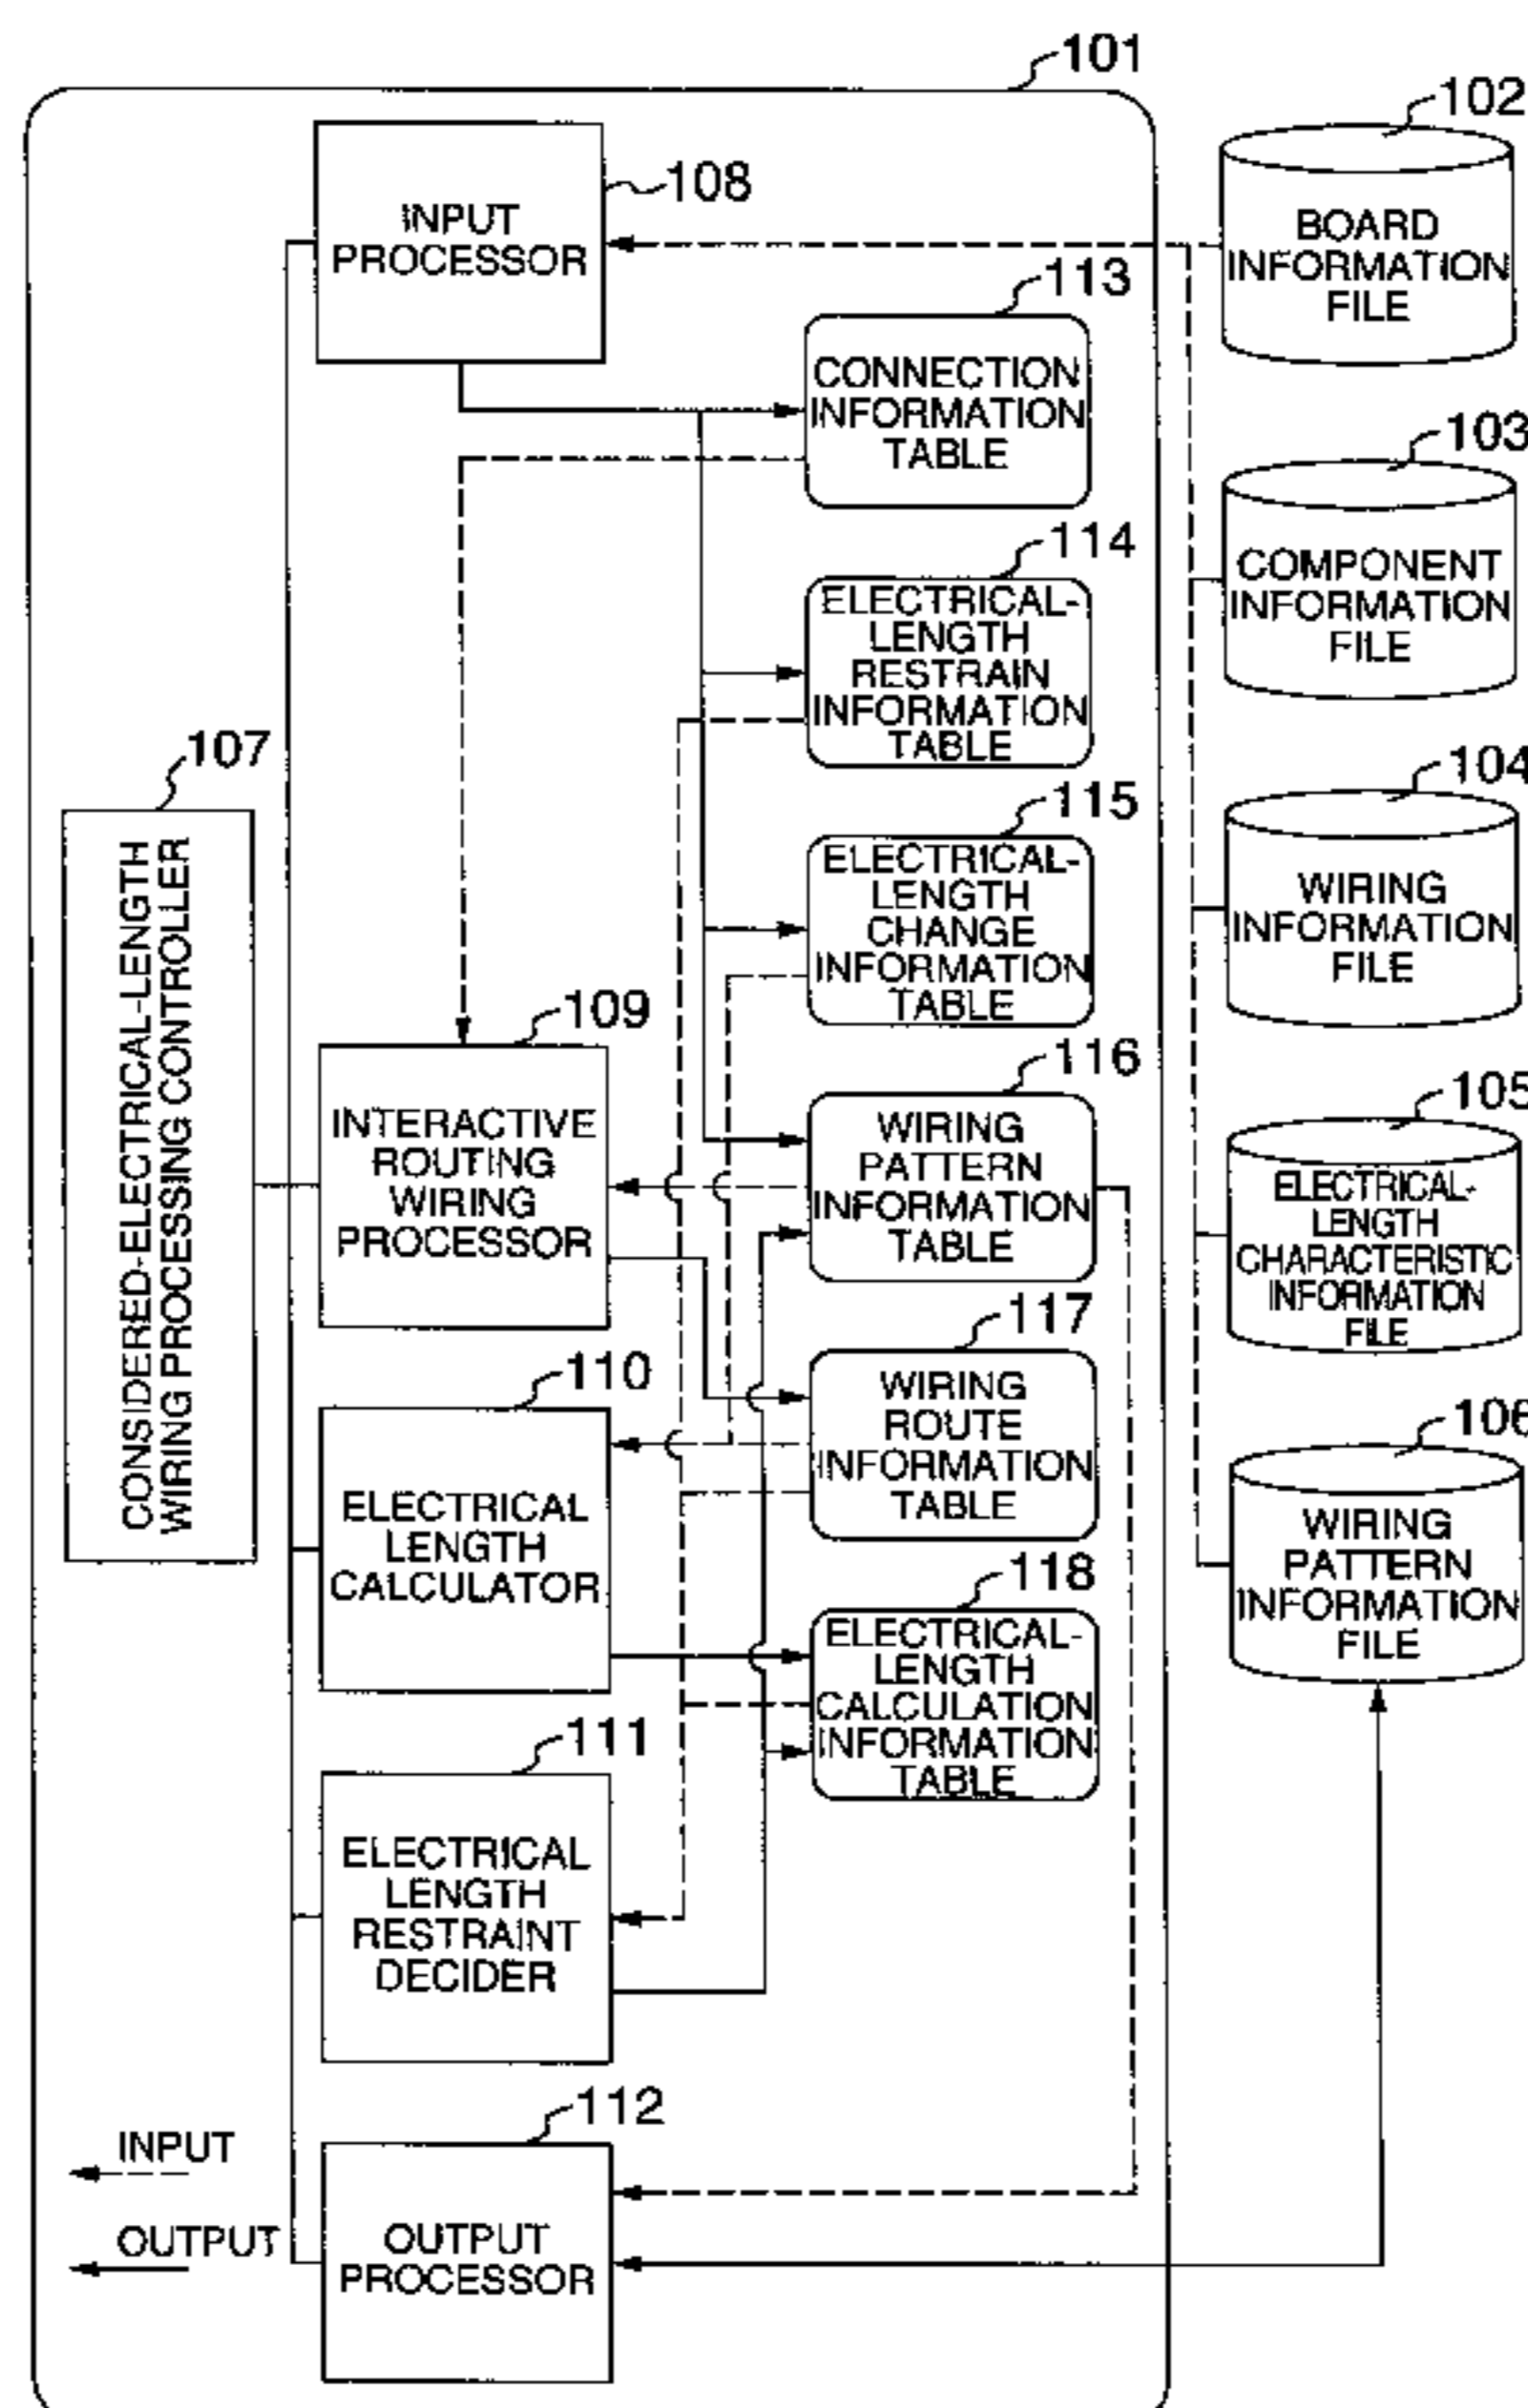 101
102
108
INPUT
PROCESSOR
BOARD
INFORMATION
FILE
113
CONNECTION
INFORMATION
TABLE
103
COMPONENT
INFORMATION
FILE
114
ELECTRICAL-
LENGTH
RESTRAIN
INFORMATION
TABLE
107
CONSIDERED-ELECTRICAL-LENGTH
WIRING PROCESSING CONTROLLER
104
WIRING
INFORMATION
FILE
115
ELECTRICAL-
LENGTH
CHANGE
INFORMATION
TABLE
109
INTERACTIVE
ROUTING
WIRING
PROCESSOR
116
WIRING
PATTERN
INFORMATION
TABLE
105
ELECTRICAL-
LENGTH
CHARACTERISTIC
INFORMATION
FILE
117
WIRING
ROUTE
INFORMATION
TABLE
110
ELECTRICAL
LENGTH
CALCULATOR
106
WIRING
PATTERN
INFORMATION
FILE
118
ELECTRICAL-
LENGTH
CALCULATION
INFORMATION
TABLE
111
ELECTRICAL
LENGTH
RESTRAINT
DECIDER
112
OUTPUT
PROCESSOR
INPUT
OUTPUT